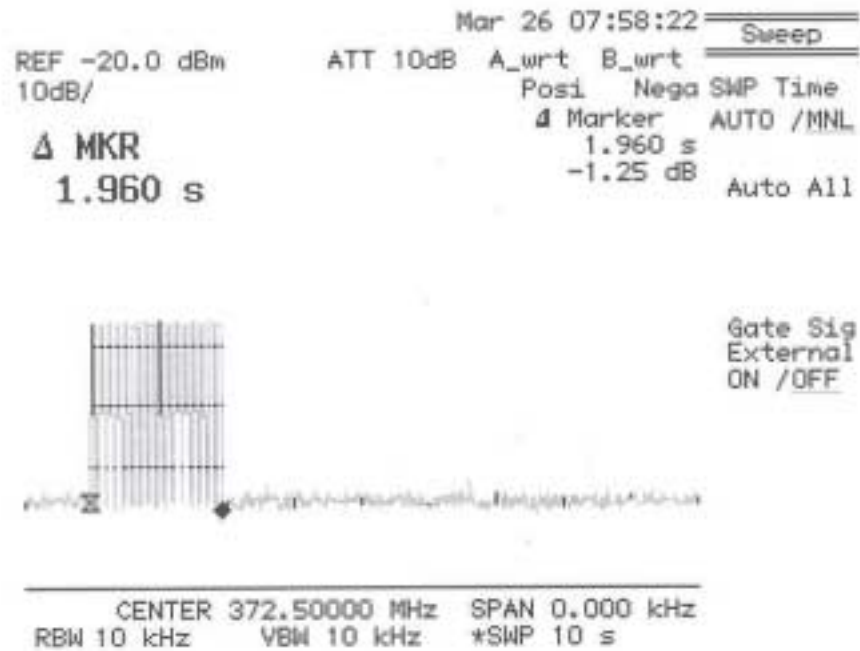 Mar 26 07:58:22
Sweep
REF -20.0 dBm
ATT 10dB
A_wrt
B_wrt
10dB/
Posi
Nega
SWP Time
AUTO /MNL
Δ Marker
1.960 s
-1.25 dB
Δ MKR
1.960 s
Auto All
Gate Sig
External
ON /OFF
CENTER 372.50000 MHz
SPAN 0.000 kHz
RBW 10 kHz
VBW 10 kHz
*SWP 10 s